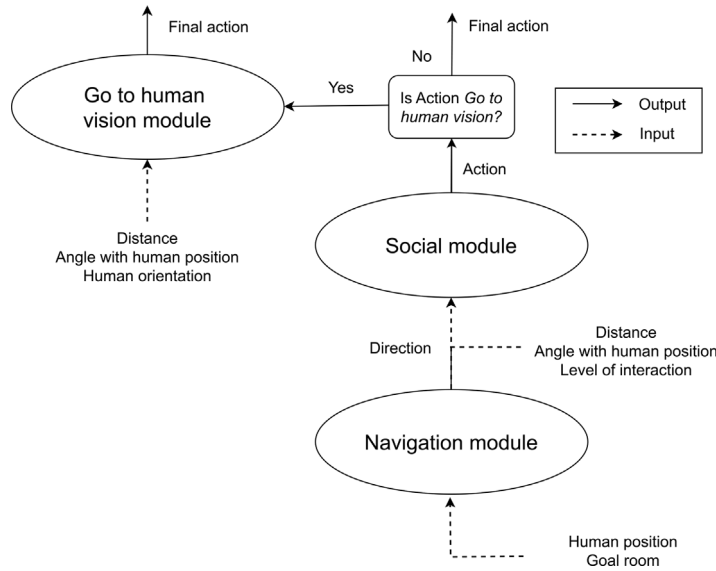 Final action
Final action
No
Go to human
vision module
Yes
Is Action Go to
human vision?
Output
Input
Action
Distance
Angle with human position
Human orientation
Social module
Direction
Distance
Angle with human position
Level of interaction
Navigation module
Human position
Goal room